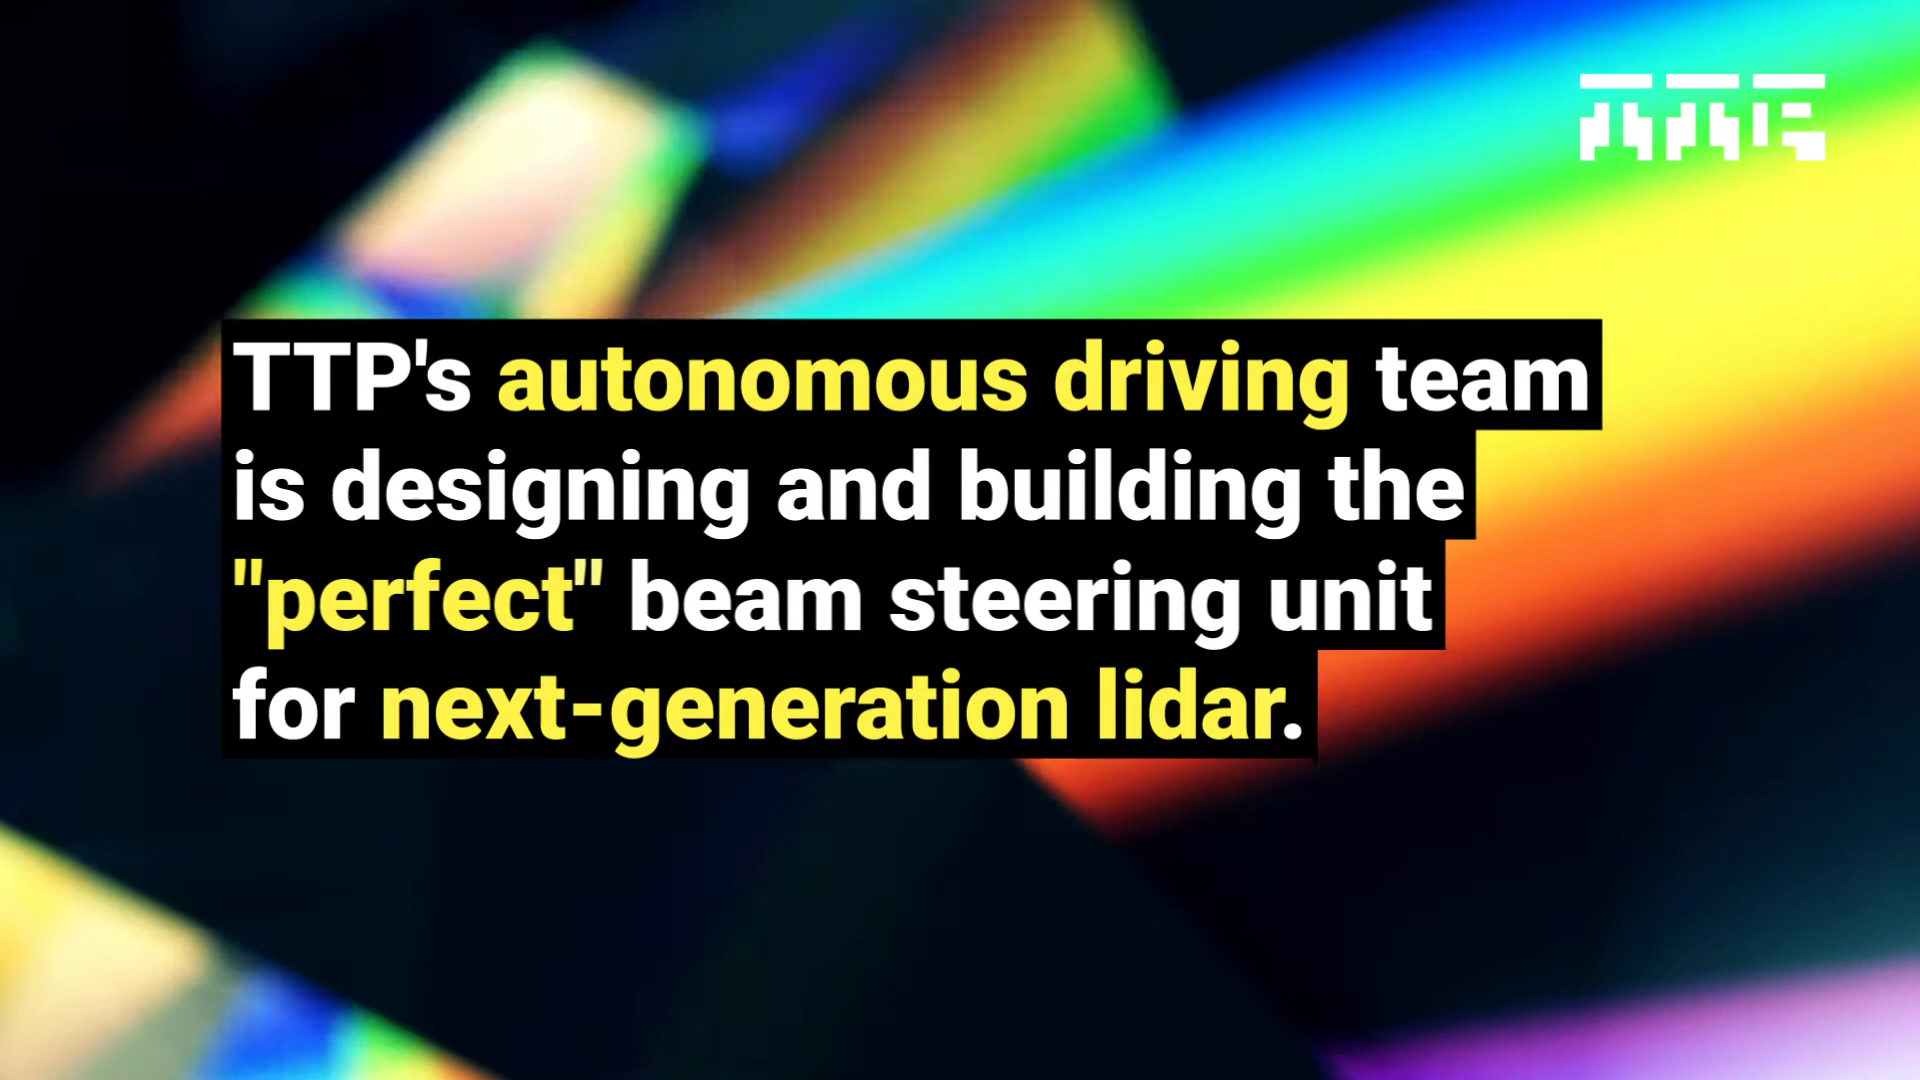 TTP's autonomous driving team
is designing and building the
"perfect" beam steering unit
for next-generation lidar.